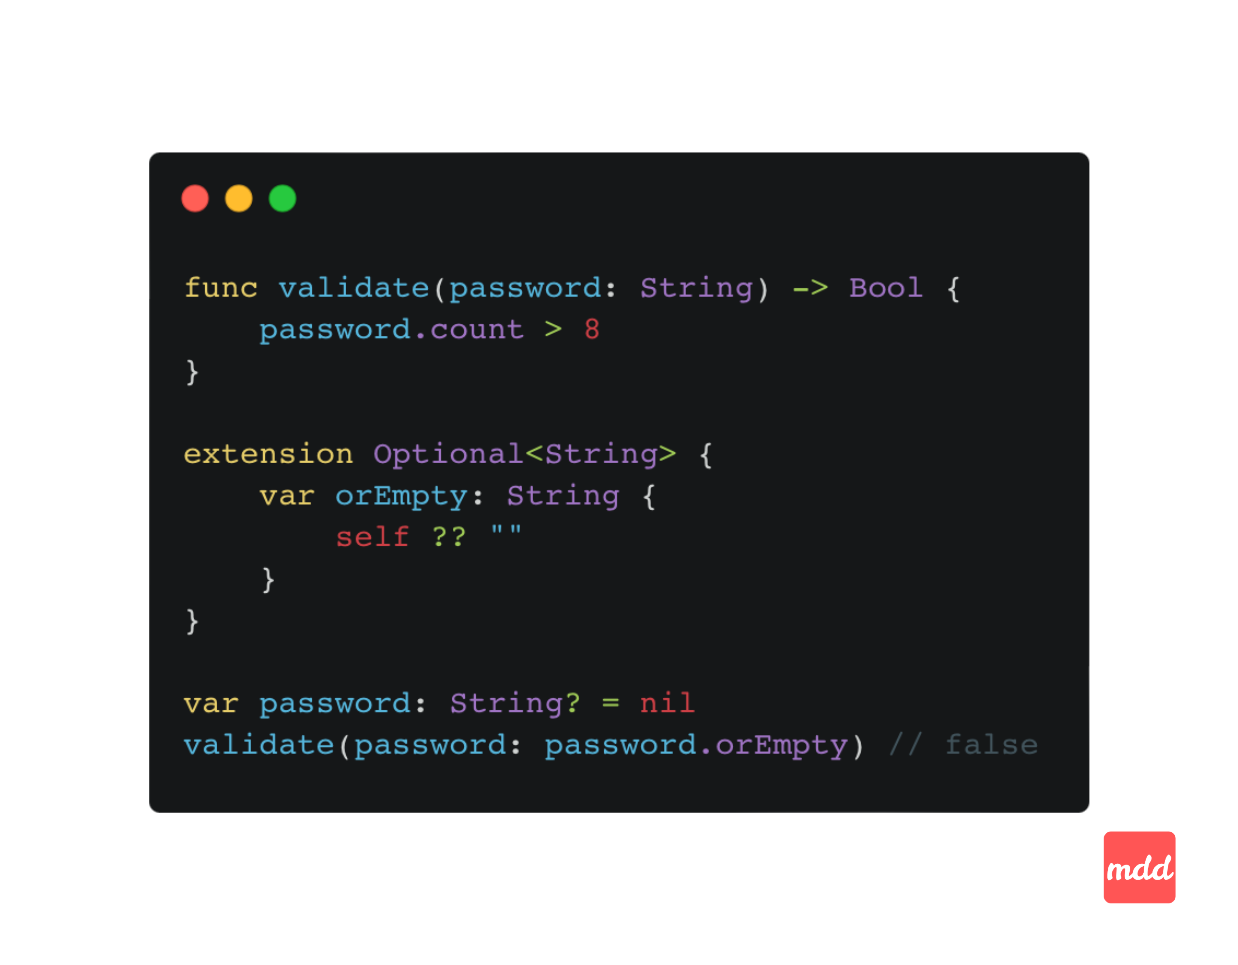 func validate(password: String) -> Bool {
    password.count > 8
}

extension Optional<String> {
    var orEmpty: String {
        self ?? ""
    }
}

var password: String? = nil
validate(password: password.orEmpty) // false
mdd